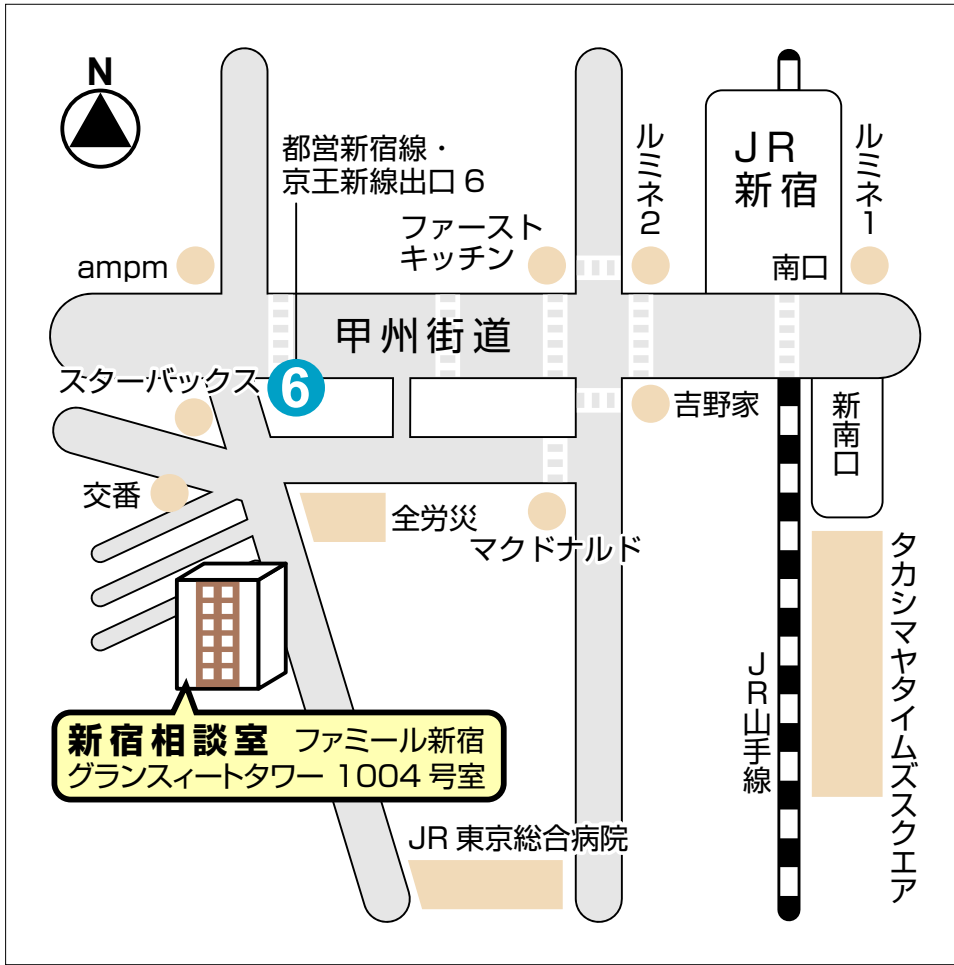 N
都営新宿線・
京王新線出口 6
ルミネ2
JR
新宿
ルミネ1
ファースト
キッチン
ampm
南口
甲州街道
スターバックス
6
吉野家
新南口
交番
全労災
マクドナルド
タカシマヤタイムズスクエア
JR山手線
新宿相談室 ファミール新宿
グランスィートタワー 1004 号室
JR 東京総合病院